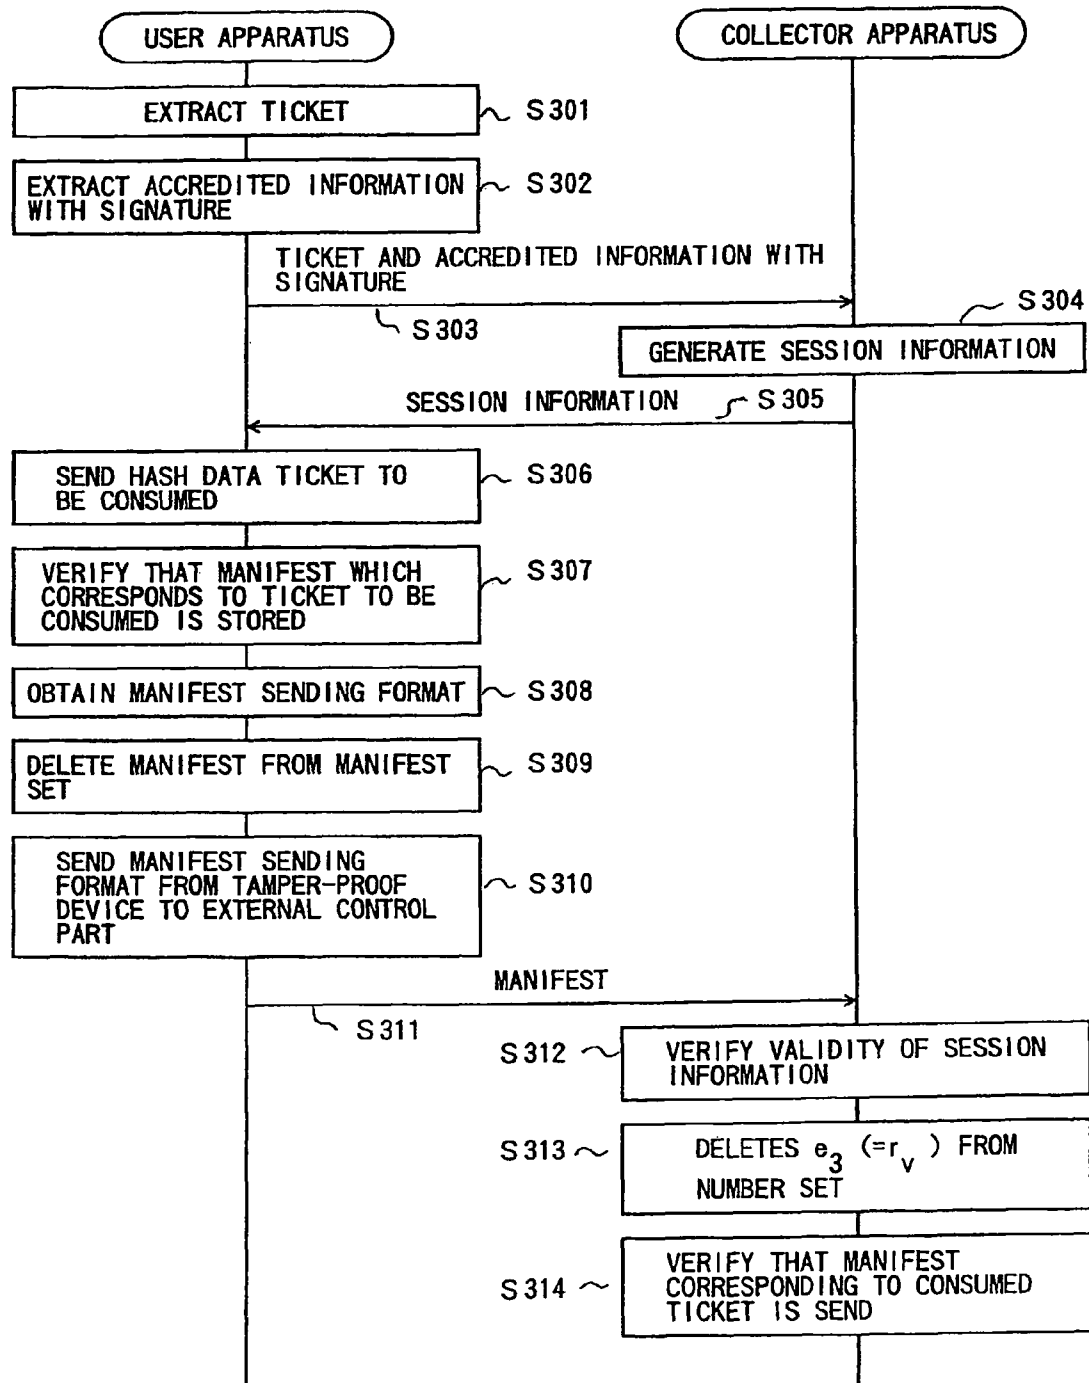 USER APPARATUS
COLLECTOR APPARATUS
EXTRACT TICKET
S301
EXTRACT ACCREDITED INFORMATION
WITH SIGNATURE
S302
TICKET AND ACCREDITED INFORMATION WITH
SIGNATURE
S303
S304
GENERATE SESSION INFORMATION
SESSION INFORMATION
S305
SEND HASH DATA TICKET TO
BE CONSUMED
S306
VERIFY THAT MANIFEST WHICH
CORRESPONDS TO TICKET TO BE
CONSUMED IS STORED
S307
OBTAIN MANIFEST SENDING FORMAT
S308
DELETE MANIFEST FROM MANIFEST
SET
S309
SEND MANIFEST SENDING
FORMAT FROM TAMPER-PROOF
DEVICE TO EXTERNAL CONTROL
PART
S310
MANIFEST
S311
S312
VERIFY VALIDITY OF SESSION
INFORMATION
S313
DELETES e3 (=rv ) FROM
NUMBER SET
S314
VERIFY THAT MANIFEST
CORRESPONDING TO CONSUMED
TICKET IS SEND